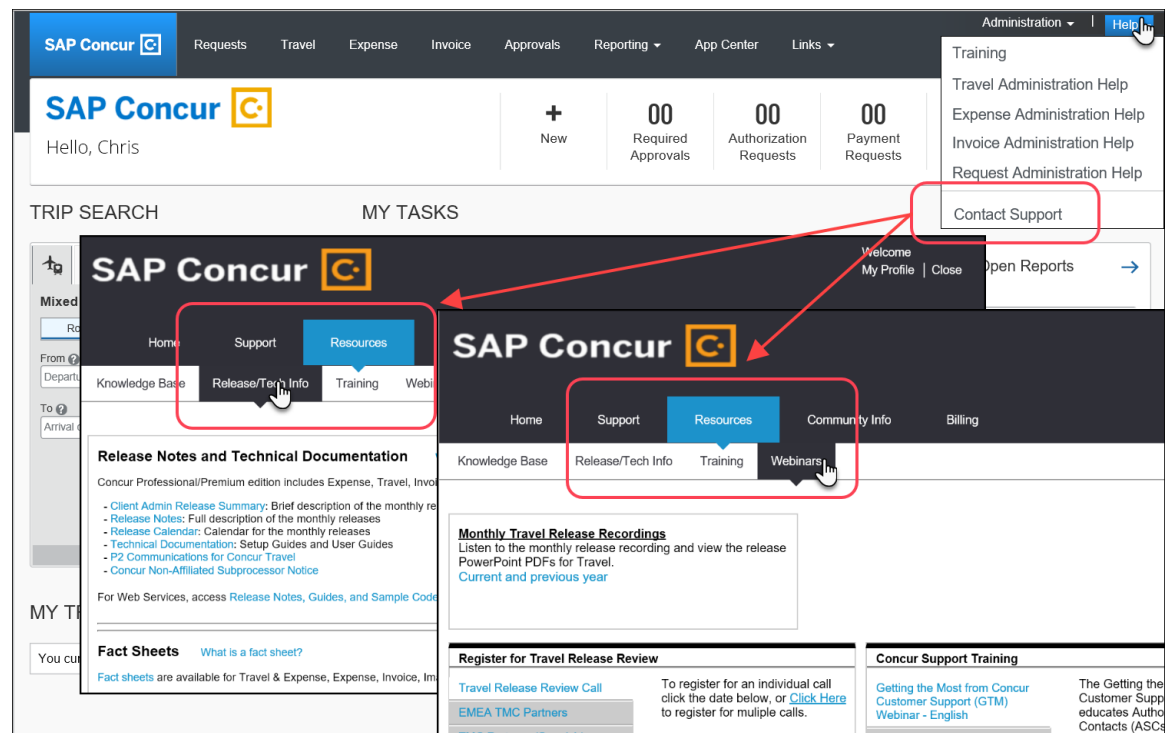 Administration
Help
SAP Concur
Requests
Travel
Expense
Invoice
Approvals
Reporting
App Center
Links
Training
Travel Administration Help
Expense Administration Help
Invoice Administration Help
Request Administration Help
Contact Support
SAP Concur
Hello, Chris
+
New
00
Required
Approvals
00
Authorization
Requests
00
Payment
Requests
TRIP SEARCH
MY TASKS
Open Reports
Mixed
From
To
Arrival
MY
You
SAP Concur
Welcome
My Profile | Close
Home
Support
Resources
Knowledge Base
Release/Tech Info
Training
Release Notes and Technical Documentation
Concur Professional/Premium edition includes Expense, Travel,
- Client Admin Release Summary: Brief description of the monthly
- Release Notes: Full description of the monthly releases
- Release Calendar: Calendar for the monthly releases
- Technical Documentation: Setup Guides and User Guides
- P2 Communications for Concur Travel
- Concur Non-Affiliated Subprocessor Notice
For Web Services, access Release Notes, Guides, and Sample Code
Fact Sheets
What is a fact sheet?
Fact sheets are available for Travel & Expense, Expense, Invoice,
SAP Concur
Home
Support
Resources
Community Info
Billing
Knowledge Base
Release/Tech Info
Training
Webinars
Monthly Travel Release Recordings
Listen to the monthly release recording and view the release
PowerPoint PDFs for Travel.
Current and previous year
Register for Travel Release Review
Travel Release Review Call
EMEA TMC Partners
To register for an individual call
click the date below, or Click Here
to register for muliple calls.
Concur Support Training
Getting the Most from Concur
Customer Support (GTM)
Webinar - English
The Getting the
Customer Supp
educates Autho
Contacts (ASCs